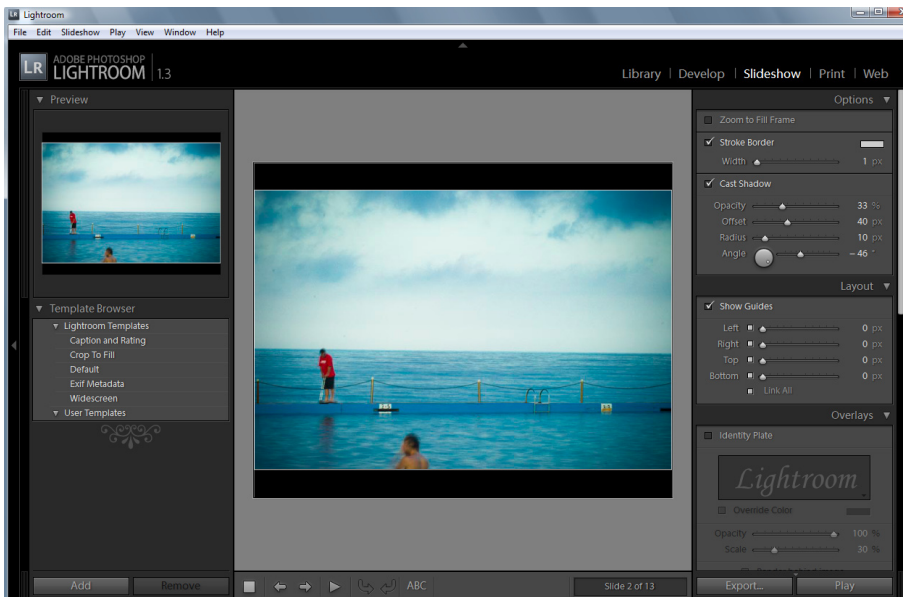 Lightroom
File Edit Slideshow Play View Window Help
LR ADOBE PHOTOSHOP
LIGHTROOM 1.3
Library | Develop | Slideshow | Print | Web
Preview
Template Browser
Lightroom Templates
Caption and Rating
Crop To Fill
Default
Exif Metadata
Widescreen
User Templates
Add Remove
ABC
Slide 2 of 13
Options
Zoom to Fill Frame
Stroke Border
Width 1 px
Cast Shadow
Opacity 33 %
Offset 40 px
Radius 10 px
Angle – 46 °
Layout
Show Guides
Left 0 px
Right 0 px
Top 0 px
Bottom 0 px
Link All
Overlays
Identity Plate
Lightroom
Override Color
Opacity 100 %
Scale 30 %
Export... Play